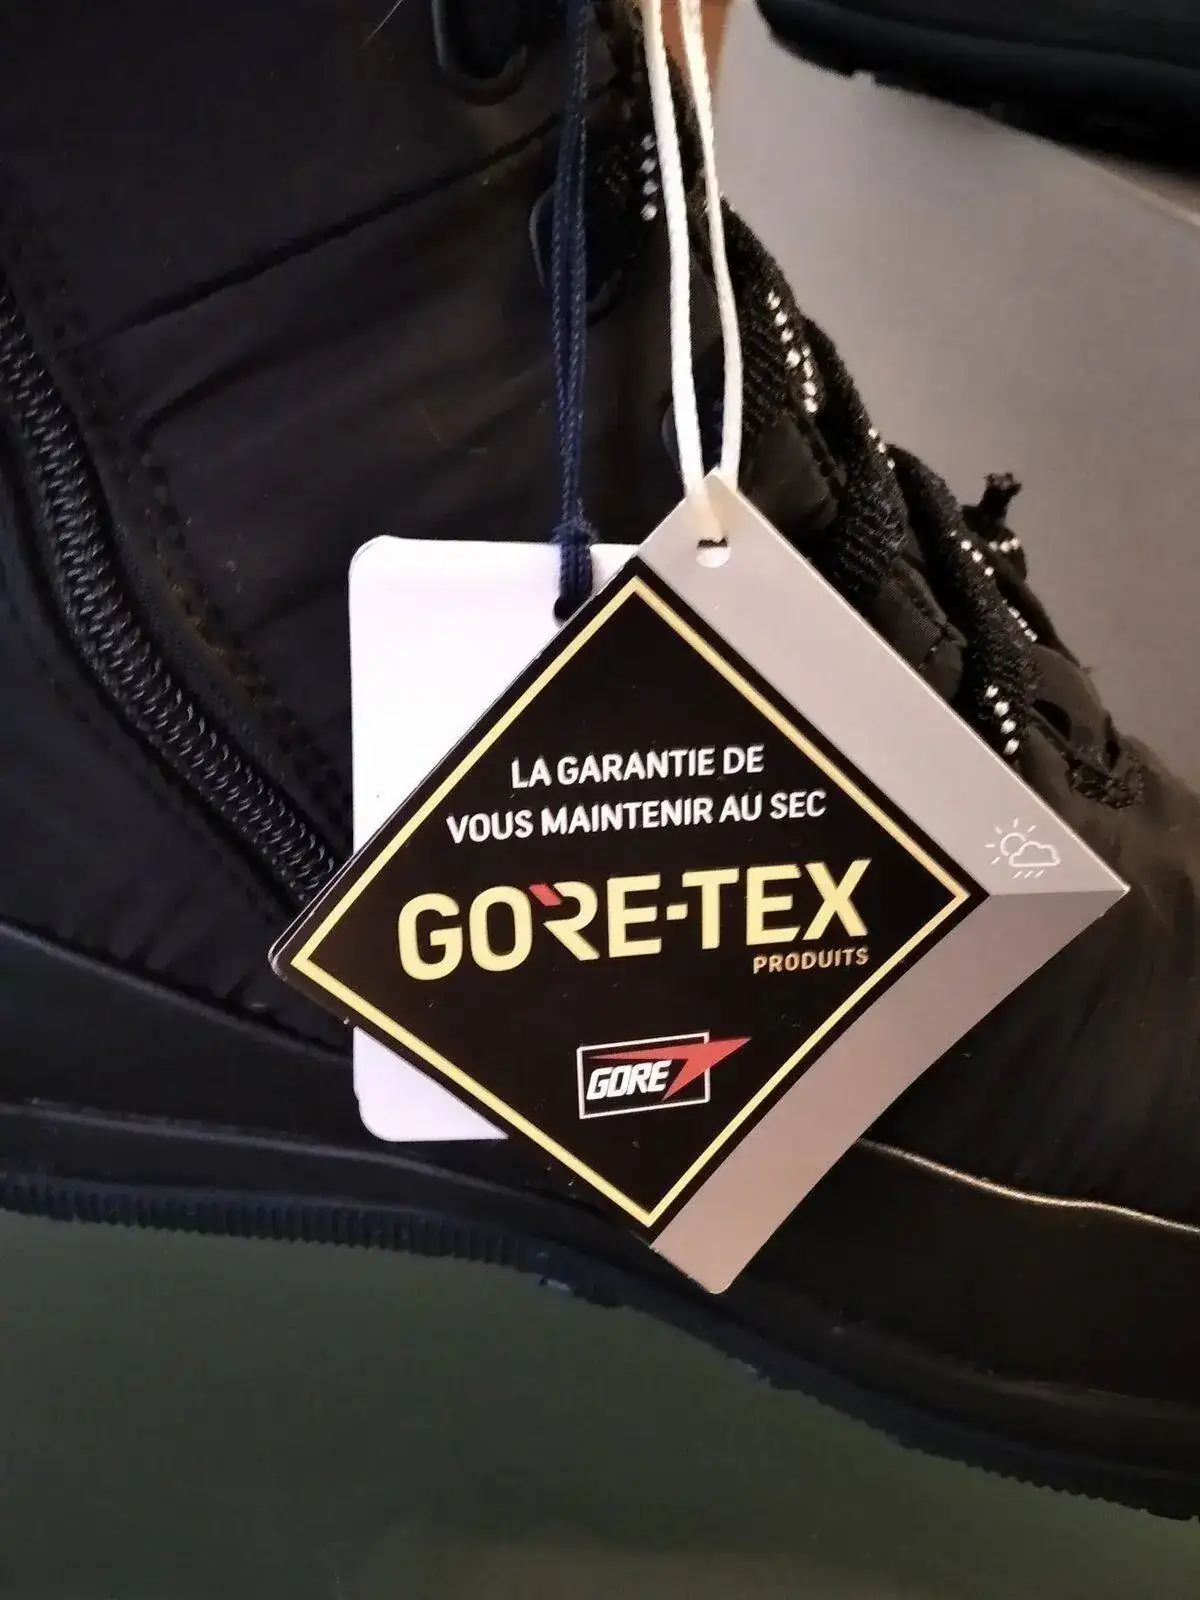 LA GARANTIE DE
VOUS MAINTENIR AU SEC
GORE-TEX
PRODUITS
GORE